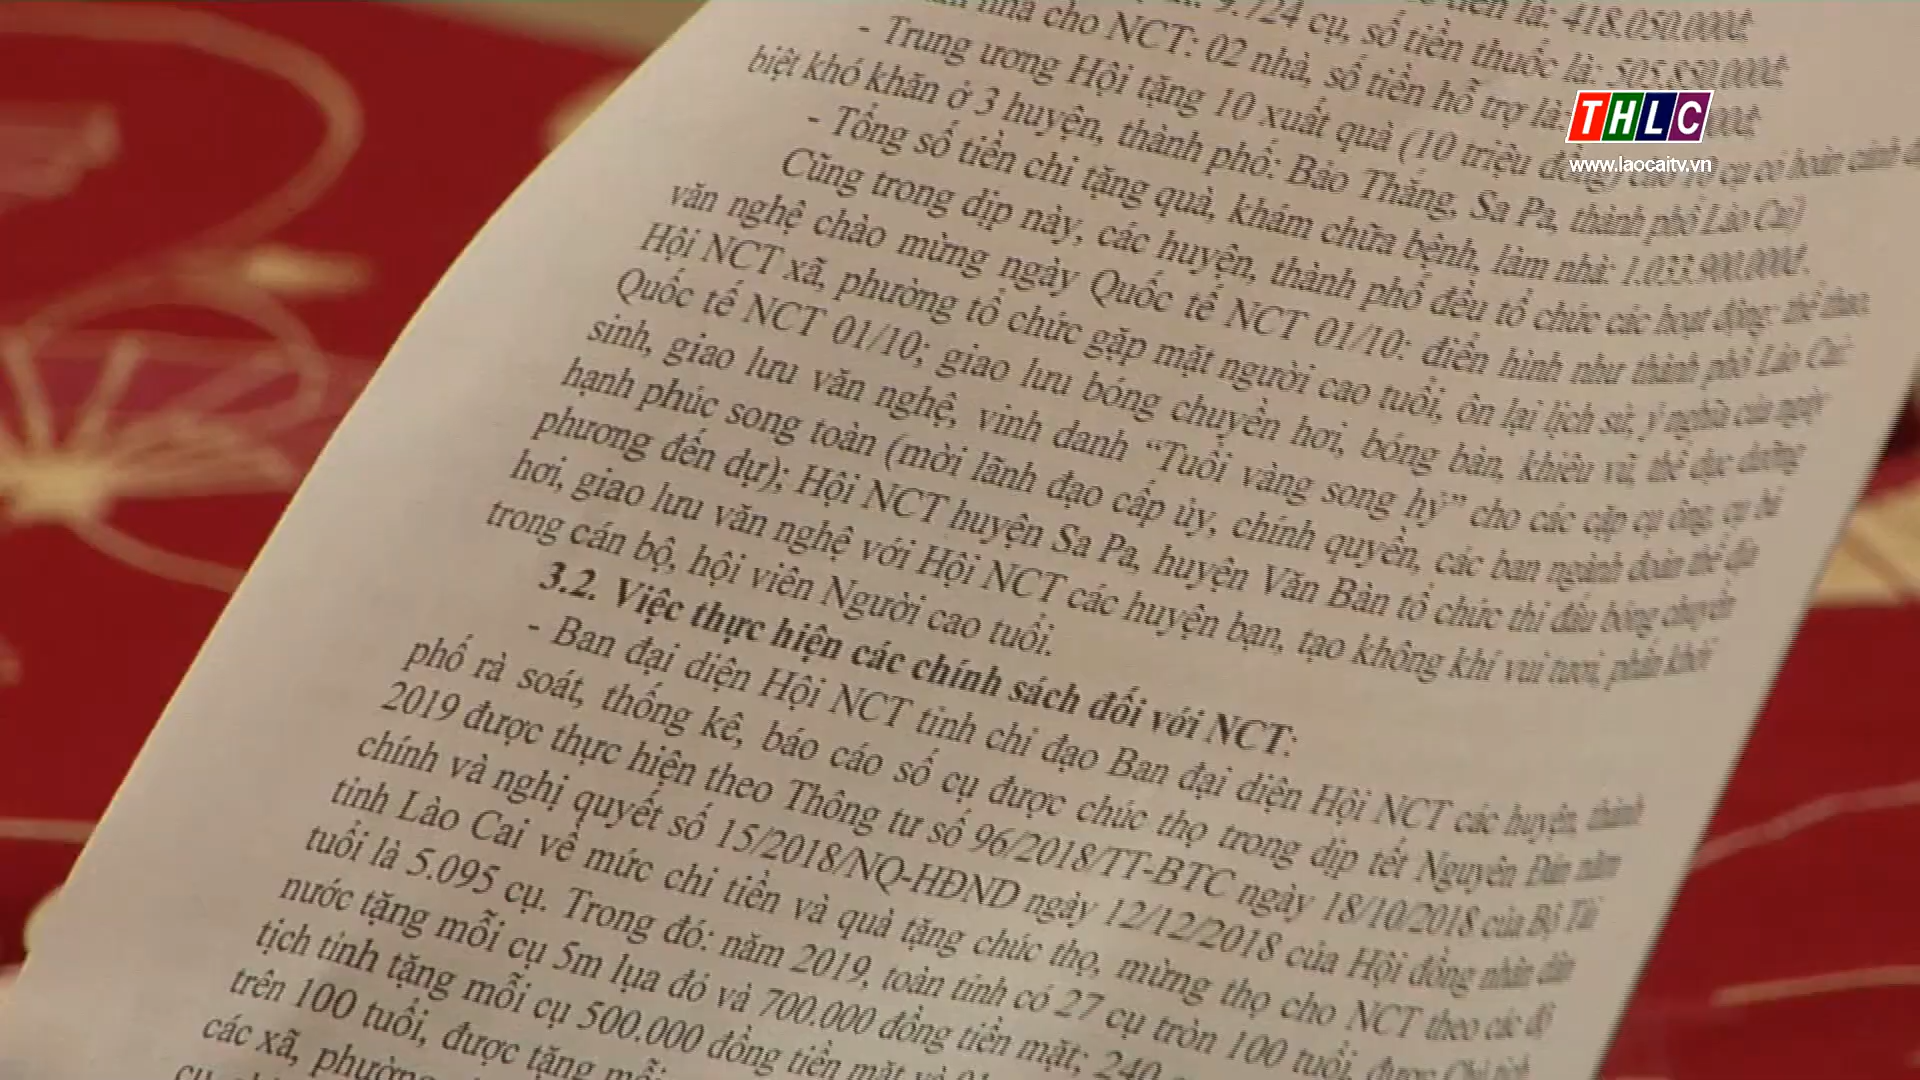 9.724 cụ, số tiền thuốc là: 418.050.000đ
nhà cho NCT: 02 nhà, số tiền hỗ trợ là:
- Trung ương Hội tặng 10 xuất quà (10 triệu đồng) cho 10 cụ có hoàn cảnh
biệt khó khăn ở 3 huyện, thành phố: Bảo Thắng, Sa Pa, thành phố Lào Cai)
- Tổng số tiền chi tặng quà, khám chữa bệnh, làm nhà: 1.033.900.000đ.
Cũng trong dịp này, các huyện, thành phố đều tổ chức các hoạt động: thể thao,
văn nghệ chào mừng ngày Quốc tế NCT 01/10: điển hình như thành phố Lào Cai:
Hội NCT xã, phường tổ chức gặp mặt người cao tuổi, ôn lại lịch sử, ý nghĩa của ngày
Quốc tế NCT 01/10; giao lưu bóng chuyền hơi, bóng bàn, khiêu vũ, thể dục dưỡng
sinh, giao lưu văn nghệ, vinh danh “Tuổi vàng song hỷ” cho các cặp cụ ông, cụ bà
hạnh phúc song toàn (mời lãnh đạo cấp ủy, chính quyền, các ban ngành đoàn thể địa
phương đến dự); Hội NCT huyện Sa Pa, huyện Văn Bàn tổ chức thi đấu bóng chuyền
hơi, giao lưu văn nghệ với Hội NCT các huyện bạn, tạo không khí vui tươi, phấn khởi
trong cán bộ, hội viên Người cao tuổi.
3.2. Việc thực hiện các chính sách đối với NCT:
- Ban đại diện Hội NCT tỉnh chỉ đạo Ban đại diện Hội NCT các huyện, thành
phố rà soát, thống kê, báo cáo số cụ được chúc thọ trong dịp tết Nguyên Đán năm
2019 được thực hiện theo Thông tư số 96/2018/TT-BTC ngày 18/10/2018 của Bộ Tài
chính và nghị quyết số 15/2018/NQ-HĐND ngày 12/12/2018 của Hội đồng nhân dân
tỉnh Lào Cai về mức chi tiền và quà tặng chúc thọ, mừng thọ cho NCT theo các độ
tuổi là 5.095 cụ. Trong đó: năm 2019, toàn tỉnh có 27 cụ tròn 100 tuổi, được Chủ tịch
nước tặng mỗi cụ 5m lụa đỏ và 700.000 đồng tiền mặt; 240
tịch tỉnh tặng mỗi cụ 500.000 đồng tiền mặt và
trên 100 tuổi, được tặng mỗi
các xã, phường
THLC
www.laocaitv.vn